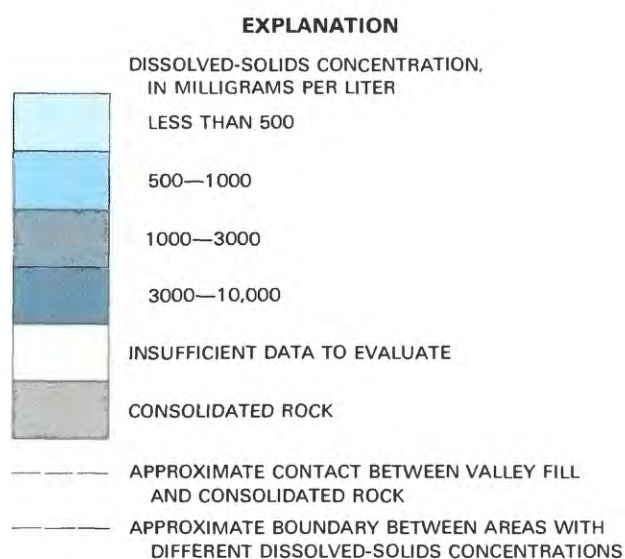 EXPLANATION
DISSOLVED-SOLIDS CONCENTRATION,
IN MILLIGRAMS PER LITER
LESS THAN 500
500—1000
1000—3000
3000—10,000
INSUFFICIENT DATA TO EVALUATE
CONSOLIDATED ROCK
APPROXIMATE CONTACT BETWEEN VALLEY FILL
AND CONSOLIDATED ROCK
APPROXIMATE BOUNDARY BETWEEN AREAS WITH
DIFFERENT DISSOLVED-SOLIDS CONCENTRATIONS